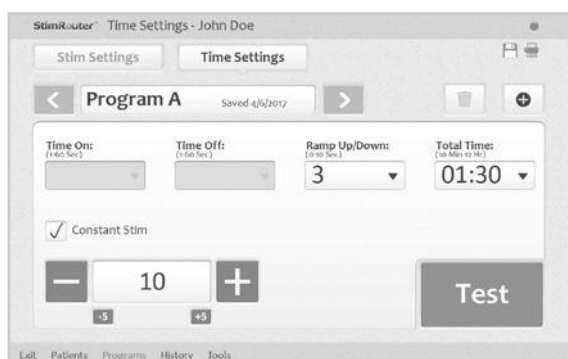 StimRouter™ Time Settings - John Doe
Stim Settings Time Settings
< Program A Saved 4/6/2017 >
Time On: Time Off: Ramp Up/Down: Total Time:
(1-60 Sec) (1-60 Sec) (0-10 Sec) (10 Min-12 Hr)
3 01:30
✓ Constant Stim
− 10 +
-5 +5
Test
Exit Patients Programs History Tools